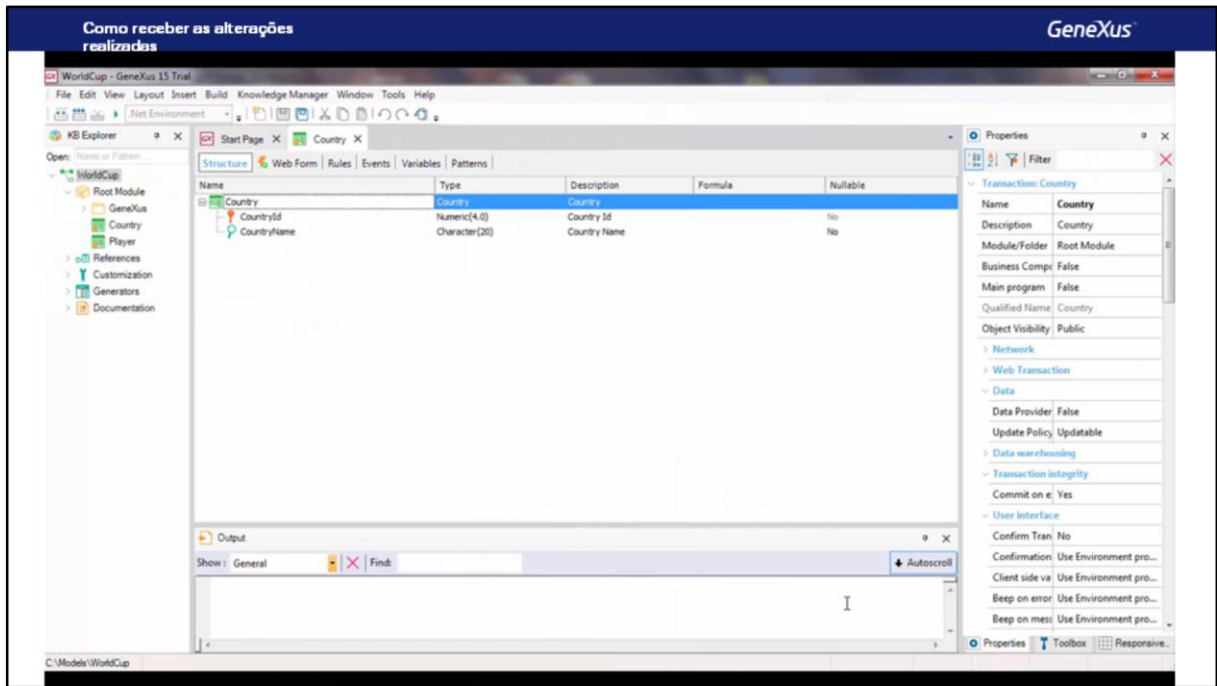 Como receber as alterações
realizadas
GeneXus
WorldCup - GeneXus 15 Trial
File Edit View Layout Insert Build Knowledge Manager Window Tools Help
.Net Environment
KB Explorer
Open: Name or Pattern ...
WorldCup
Root Module
GeneXus
Country
Player
References
Customization
Generators
Documentation
Start Page Country
Structure Web Form Rules Events Variables Patterns
Name Type Description Formula Nullable
Country Country Country
CountryId Numeric(4.0) Country Id No
CountryName Character(20) Country Name No
Output
Show: General Find: Autoscroll
C:\Models\WorldCup
Properties
Filter
Transaction: Country
Name Country
Description Country
Module/Folder Root Module
Business Compo False
Main program False
Qualified Name Country
Object Visibility Public
Network
Web Transaction
Data
Data Provider False
Update Policy Updatable
Data warehousing
Transaction integrity
Commit on e Yes
User interface
Confirm Tran No
Confirmation Use Environment pro...
Client side va Use Environment pro...
Beep on error Use Environment pro...
Beep on mess Use Environment pro...
Properties Toolbox Responsive...